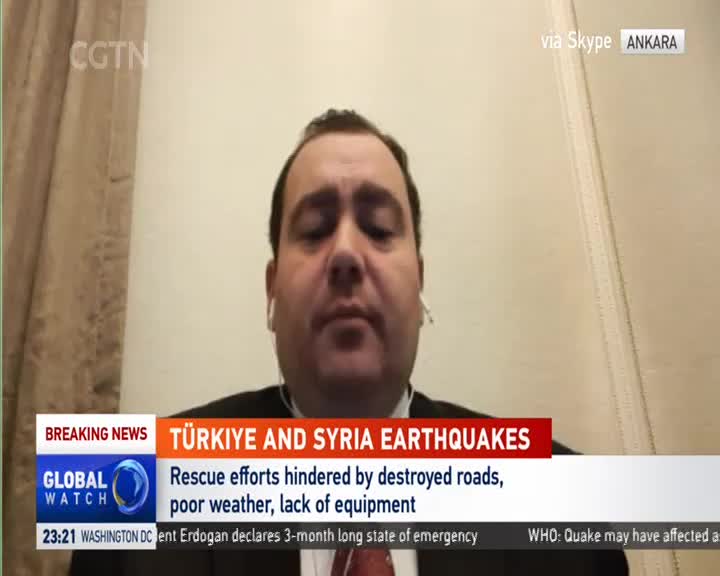 CGTN
via Skype ANKARA
BREAKING NEWS
TÜRKIYE AND SYRIA EARTHQUAKES
GLOBAL
WATCH
Rescue efforts hindered by destroyed roads,
poor weather, lack of equipment
23:21 WASHINGTON DC
Erdogan declares 3-month long state of emergency WHO: Quake may have affected